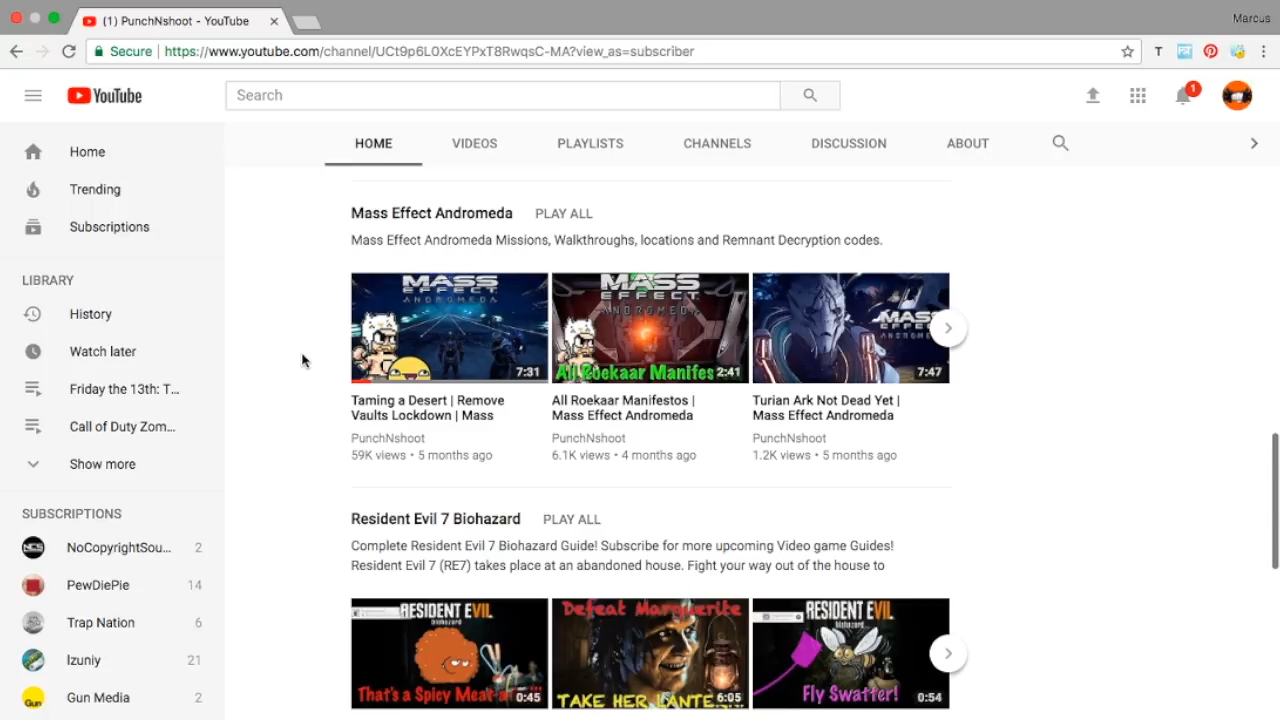 (1) PunchNshoot - YouTube
Marcus
Secure | https://www.youtube.com/channel/UCt9p6L0XcEYPxT8RwqsC-MA?view_as=subscriber
YouTube
Search
1
HOME VIDEOS PLAYLISTS CHANNELS DISCUSSION ABOUT
Home
Trending
Subscriptions
LIBRARY
History
Watch later
Friday the 13th: T...
Call of Duty Zom...
Show more
SUBSCRIPTIONS
NoCopyrightSou... 2
PewDiePie 14
Trap Nation 6
Izuniy 21
Gun Media 2
Mass Effect Andromeda PLAY ALL
Mass Effect Andromeda Missions, Walkthroughs, locations and Remnant Decryption codes.
MASS EFFECT
ANDROMEDA
7:31
MASS
EFFECT
ANDROMEDA
All Roekaar Manifes
2:41
MASS
7:47
Taming a Desert | Remove
Vaults Lockdown | Mass
PunchNshoot
59K views • 5 months ago
All Roekaar Manifestos |
Mass Effect Andromeda
PunchNshoot
6.1K views • 4 months ago
Turian Ark Not Dead Yet |
Mass Effect Andromeda
PunchNshoot
1.2K views • 5 months ago
Resident Evil 7 Biohazard PLAY ALL
Complete Resident Evil 7 Biohazard Guide! Subscribe for more upcoming Video game Guides!
Resident Evil 7 (RE7) takes place at an abandoned house. Fight your way out of the house to
RESIDENT EVIL
biohazard
That's a Spicy Meat-a
0:45
Defeat Marguerite
TAKE HER LANTERN
6:05
RESIDENT EVIL
biohazard
Fly Swatter!
0:54